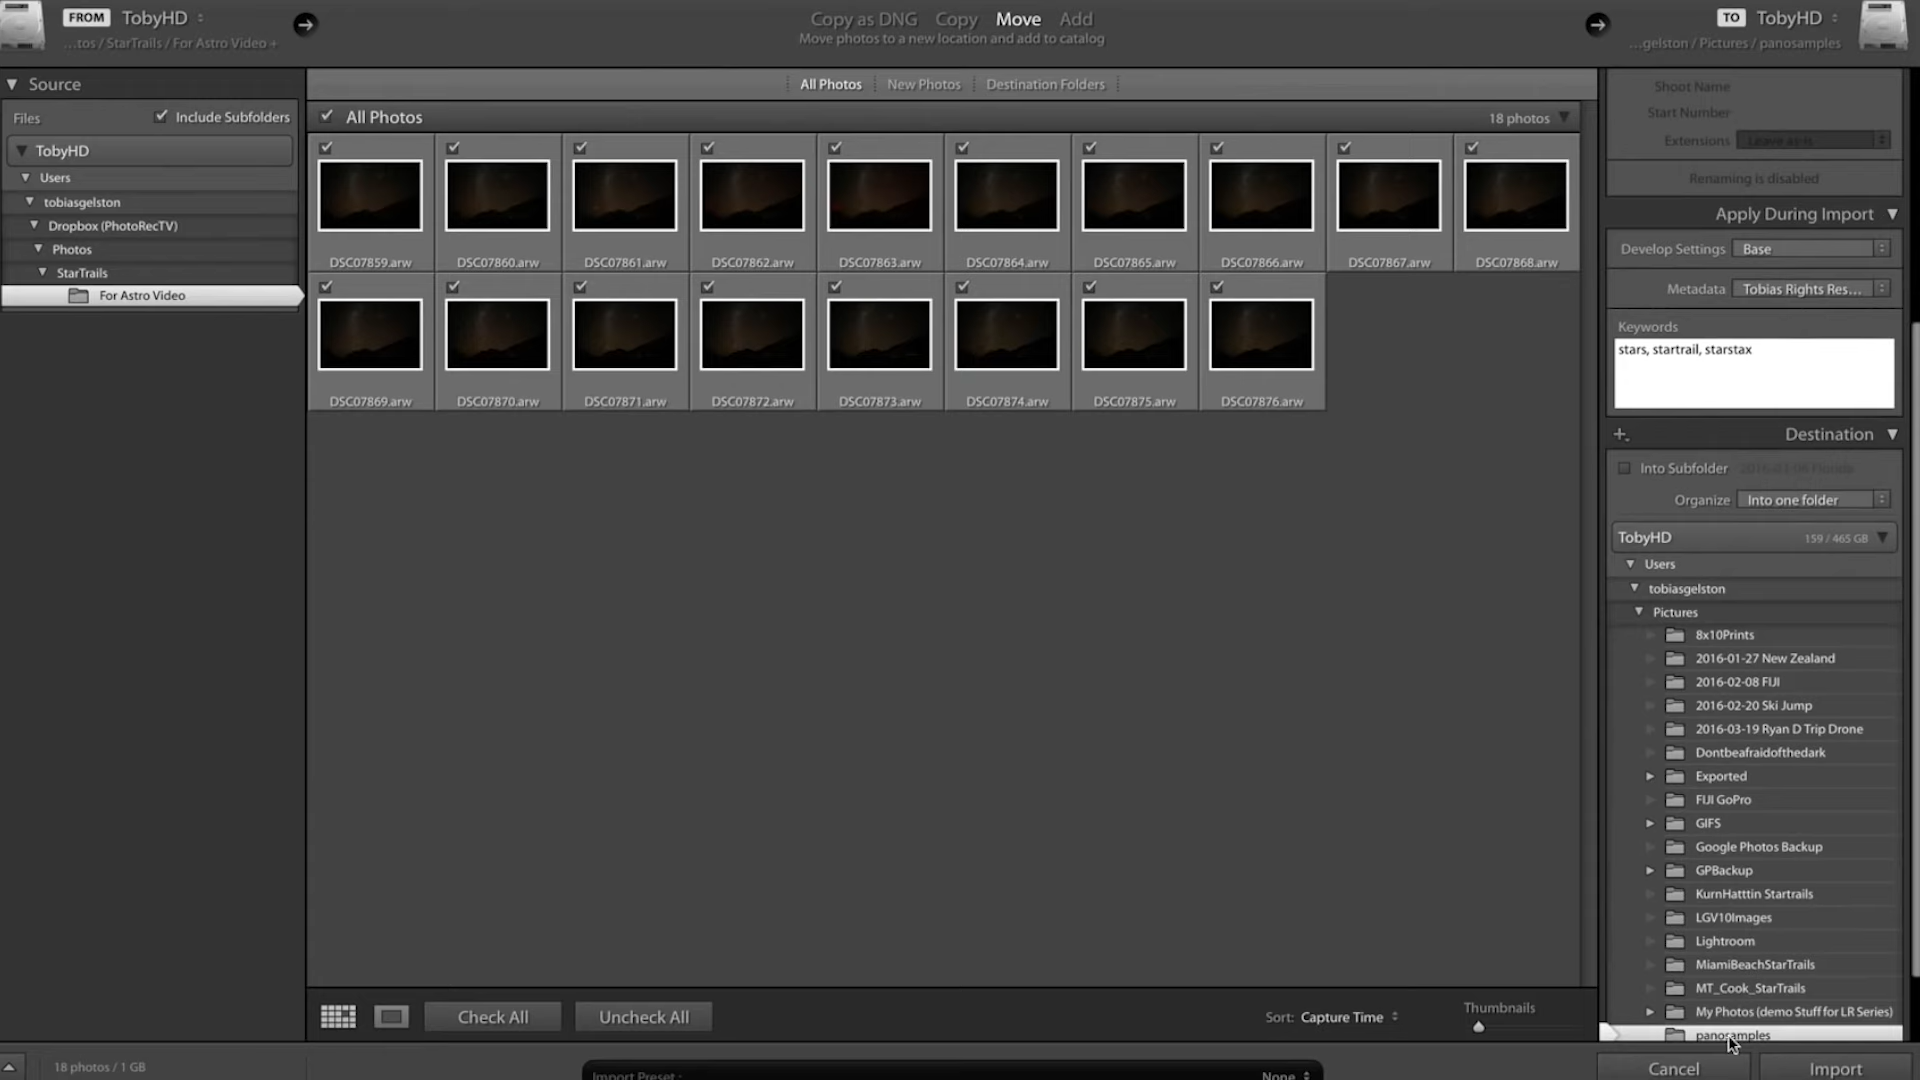 FROM TobyHD
...tos / StarTrails / For Astro Video +
Copy as DNG Copy Move Add
Move photos to a new location and add to catalog
TO TobyHD
...gelston / Pictures / panosamples
Source
Files Include Subfolders
TobyHD
Users
tobiasgelston
Dropbox (PhotoRecTV)
Photos
StarTrails
For Astro Video
All Photos New Photos Destination Folders
All Photos 18 photos
DSC07859.arw DSC07860.arw DSC07861.arw DSC07862.arw DSC07863.arw DSC07864.arw DSC07865.arw DSC07866.arw DSC07867.arw DSC07868.arw
DSC07869.arw DSC07870.arw DSC07871.arw DSC07872.arw DSC07873.arw DSC07874.arw DSC07875.arw DSC07876.arw
Check All Uncheck All Sort: Capture Time Thumbnails
18 photos / 1 GB
Import Preset: None
Shoot Name
Start Number
Extensions Leave as-is
Renaming is disabled
Apply During Import
Develop Settings Base
Metadata Tobias Rights Res...
Keywords
stars, startrail, starstax
Destination
Into Subfolder 2016-03-06 Florida
Organize Into one folder
TobyHD 159 / 465 GB
Users
tobiasgelston
Pictures
8x10Prints
2016-01-27 New Zealand
2016-02-08 FIJI
2016-02-20 Ski Jump
2016-03-19 Ryan D Trip Drone
Dontbeafraidofthedark
Exported
FIJI GoPro
GIFS
Google Photos Backup
GPBackup
KurnHatttin Startrails
LGV10Images
Lightroom
MiamiBeachStarTrails
MT_Cook_StarTrails
My Photos (demo Stuff for LR Series)
panosamples
Cancel Import